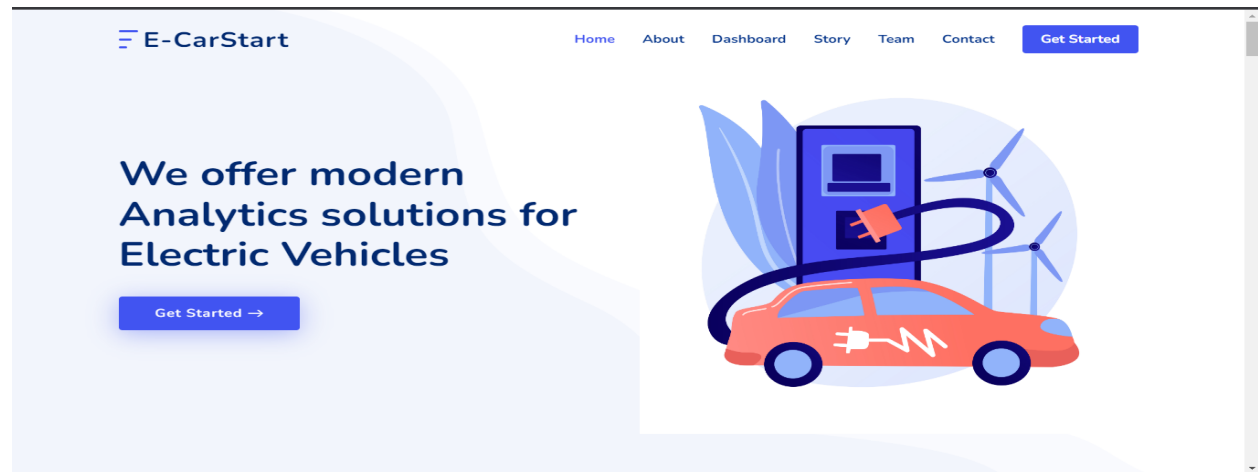 E-CarStart
Home About Dashboard Story Team Contact Get Started
We offer modern
Analytics solutions for
Electric Vehicles
Get Started →